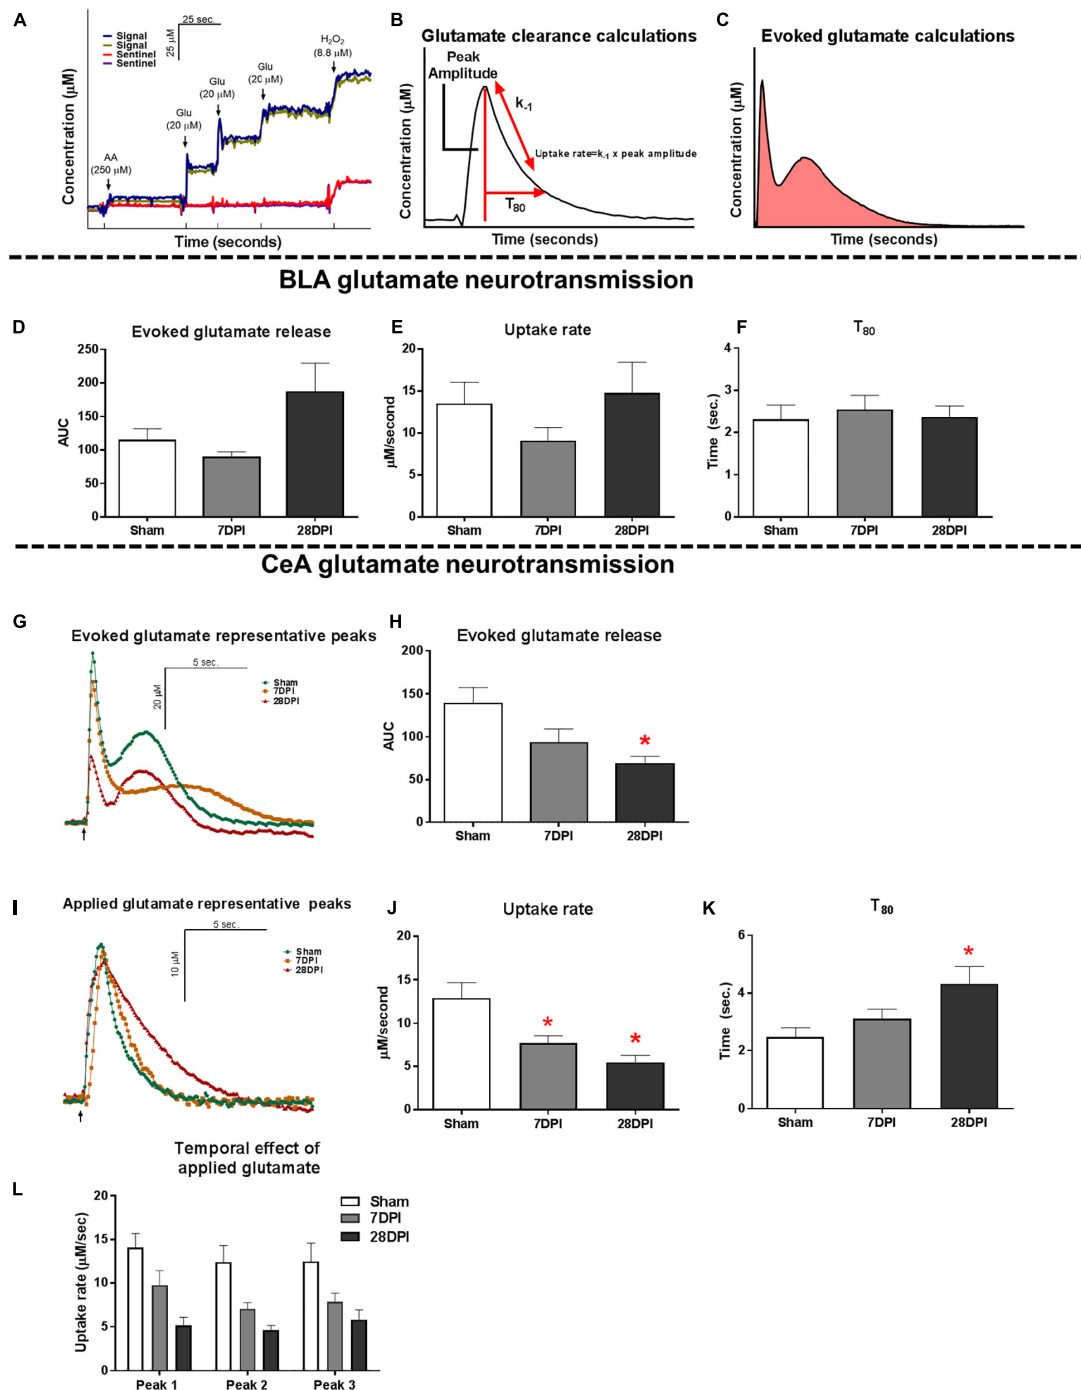 A
25 sec.
25 µM
Signal
Signal
Sentinel
Sentinel
AA
(250 µM)
Glu
(20 µM)
Glu
(20 µM)
Glu
(20 µM)
H2O2
(8.8 µM)
Concentration (µM)
Time (seconds)
B
Glutamate clearance calculations
Peak
Amplitude
k-1
Uptake rate=k-1 x peak amplitude
T80
Concentration (µM)
Time (seconds)
C
Evoked glutamate calculations
Concentration (µM)
Time (seconds)
BLA glutamate neurotransmission
D
Evoked glutamate release
AUC
250
200
150
100
50
0
Sham
7DPI
28DPI
E
Uptake rate
µM/second
20
15
10
5
0
Sham
7DPI
28DPI
F
T80
Time (sec.)
4
3
2
1
0
Sham
7DPI
28DPI
CeA glutamate neurotransmission
G
Evoked glutamate representative peaks
5 sec.
20 µM
Sham
7DPI
28DPI
H
Evoked glutamate release
AUC
200
150
100
50
0
*
Sham
7DPI
28DPI
I
Applied glutamate representative peaks
5 sec.
10 µM
Sham
7DPI
28DPI
J
Uptake rate
µM/second
20
15
10
5
0
*
*
Sham
7DPI
28DPI
K
T80
Time (sec.)
6
4
2
0
*
Sham
7DPI
28DPI
L
Temporal effect of
applied glutamate
Uptake rate (µM/sec)
20
15
10
5
0
Sham
7DPI
28DPI
Peak 1
Peak 2
Peak 3